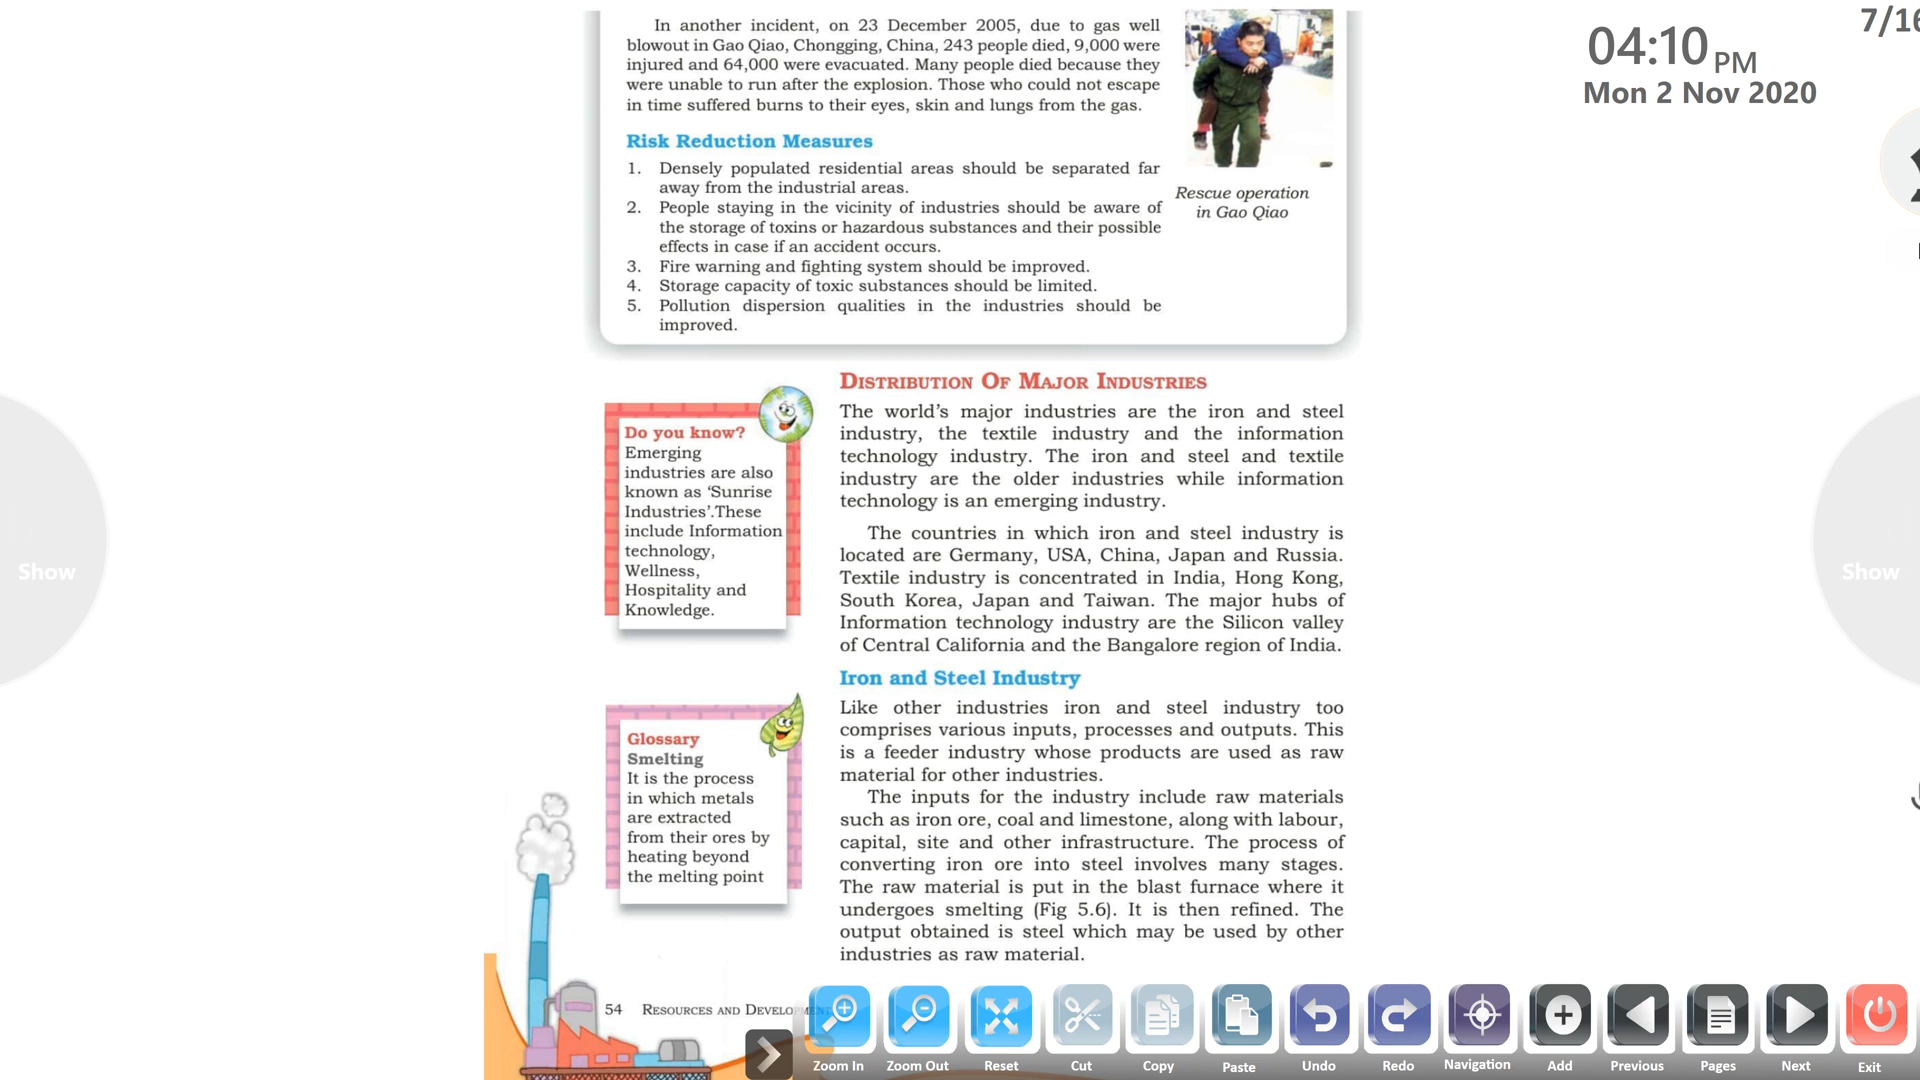 In another incident, on 23 December 2005, due to gas well
blowout in Gao Qiao, Chongging, China, 243 people died, 9,000 were
injured and 64,000 were evacuated. Many people died because they
were unable to run after the explosion. Those who could not escape
in time suffered burns to their eyes, skin and lungs from the gas.
Risk Reduction Measures
1. Densely populated residential areas should be separated far
away from the industrial areas.
2. People staying in the vicinity of industries should be aware of
the storage of toxins or hazardous substances and their possible
effects in case if an accident occurs.
3. Fire warning and fighting system should be improved.
4. Storage capacity of toxic substances should be limited.
5. Pollution dispersion qualities in the industries should be
improved.
Rescue operation
in Gao Qiao
04:10 PM
Mon 2 Nov 2020
7/16
Do you know?
Emerging
industries are also
known as ‘Sunrise
Industries’.These
include Information
technology,
Wellness,
Hospitality and
Knowledge.
Glossary
Smelting
It is the process
in which metals
are extracted
from their ores by
heating beyond
the melting point
DISTRIBUTION OF MAJOR INDUSTRIES
The world’s major industries are the iron and steel
industry, the textile industry and the information
technology industry. The iron and steel and textile
industry are the older industries while information
technology is an emerging industry.
The countries in which iron and steel industry is
located are Germany, USA, China, Japan and Russia.
Textile industry is concentrated in India, Hong Kong,
South Korea, Japan and Taiwan. The major hubs of
Information technology industry are the Silicon valley
of Central California and the Bangalore region of India.
Iron and Steel Industry
Like other industries iron and steel industry too
comprises various inputs, processes and outputs. This
is a feeder industry whose products are used as raw
material for other industries.
The inputs for the industry include raw materials
such as iron ore, coal and limestone, along with labour,
capital, site and other infrastructure. The process of
converting iron ore into steel involves many stages.
The raw material is put in the blast furnace where it
undergoes smelting (Fig 5.6). It is then refined. The
output obtained is steel which may be used by other
industries as raw material.
Show
Show
54 RESOURCES AND DEVELOPMENT
Zoom In
Zoom Out
Reset
Cut
Copy
Paste
Undo
Redo
Navigation
Add
Previous
Pages
Next
Exit